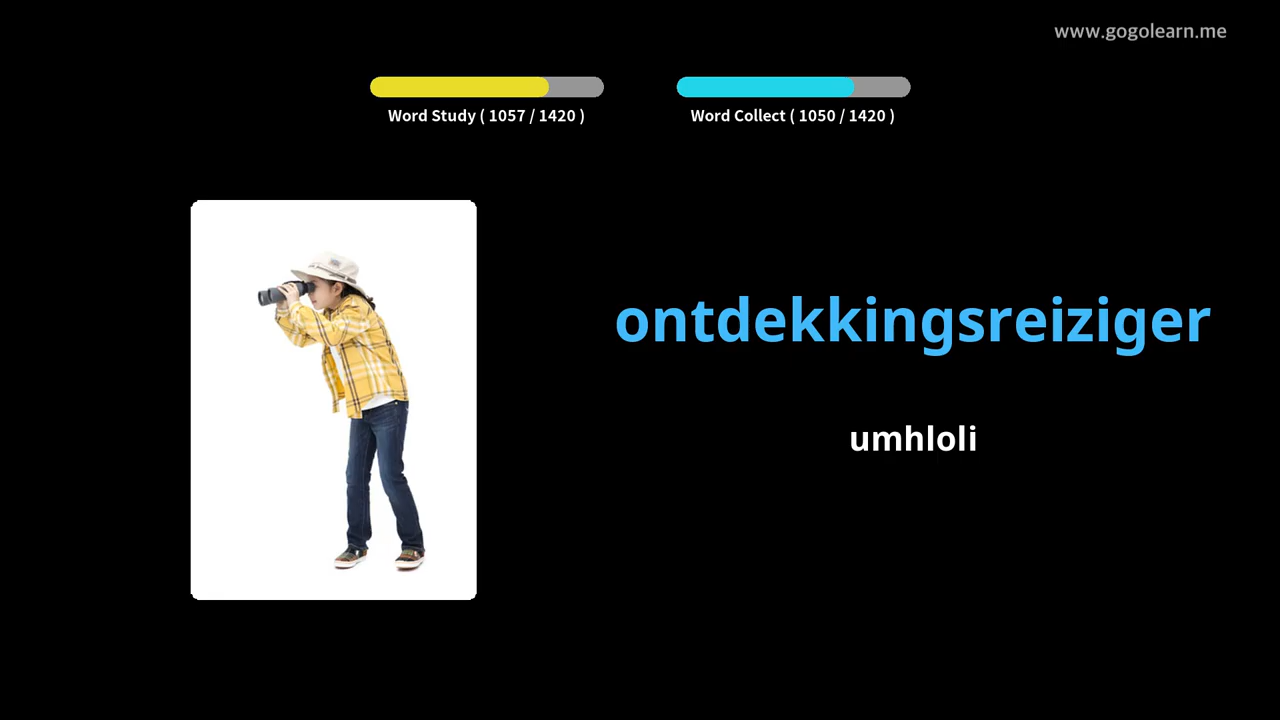 www.gogolearn.me
Word Study ( 1057 / 1420 )
Word Collect ( 1050 / 1420 )
ontdekkingsreiziger
umhloli